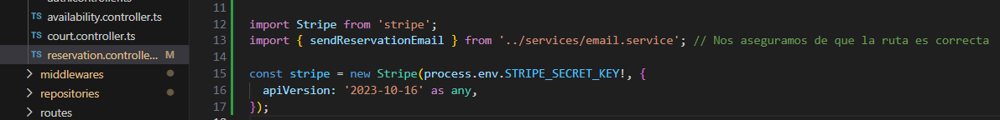 authcontroller.ts
TS availability.controller.ts
TS court.controller.ts
TS reservation.controlle... M
> middlewares
> repositories
> routes
11
12 import Stripe from 'stripe';
13 import { sendReservationEmail } from '../services/email.service'; // Nos aseguramos de que la ruta es correcta
14
15 const stripe = new Stripe(process.env.STRIPE_SECRET_KEY!, {
16 apiVersion: '2023-10-16' as any,
17 });